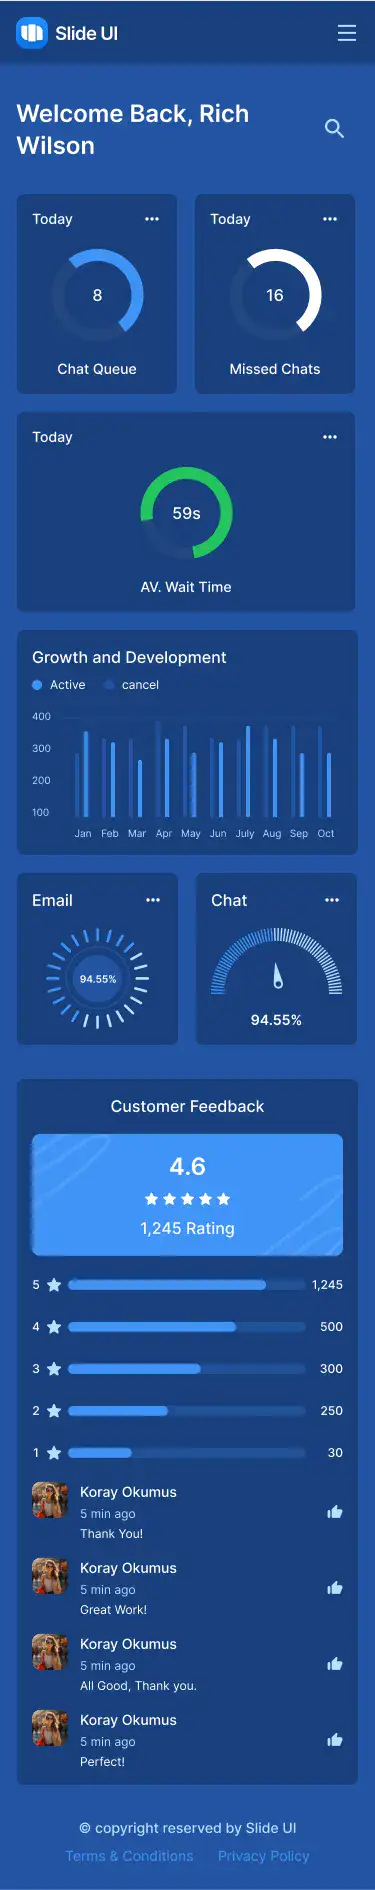 Slide UI
Welcome Back, Rich
Wilson
Today
Today
8
16
Chat Queue
Missed Chats
Today
59s
AV. Wait Time
Growth and Development
Active cancel
400
300
200
100
Jan Feb Mar Apr May Jun July Aug Sep Oct
Email
Chat
94.55%
94.55%
Customer Feedback
4.6
1,245 Rating
5 1,245
4 500
3 300
2 250
1 30
Koray Okumus
5 min ago
Thank You!
Koray Okumus
5 min ago
Great Work!
Koray Okumus
5 min ago
All Good, Thank you.
Koray Okumus
5 min ago
Perfect!
© copyright reserved by Slide UI
Terms & Conditions Privacy Policy